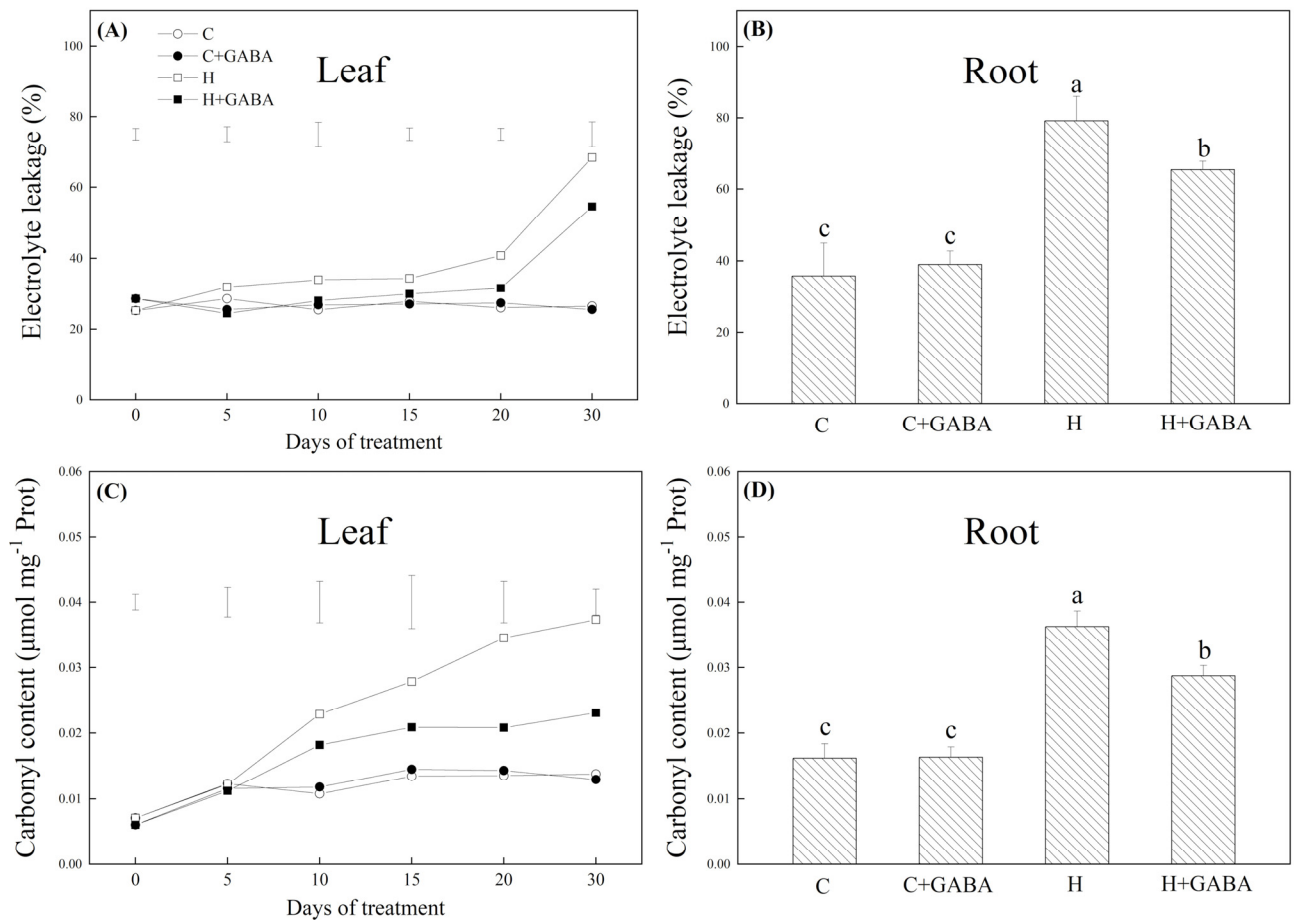 (A)
C
C+GABA
H
H+GABA
Leaf
Electrolyte leakage (%)
100
80
60
40
20
0
0 5 10 15 20 30
Days of treatment
(B)
Root
Electrolyte leakage (%)
100
80
60
40
20
0
c c a b
C C+GABA H H+GABA
(C)
Leaf
Carbonyl content (μmol mg⁻¹ Prot)
0.06
0.05
0.04
0.03
0.02
0.01
0.00
0 5 10 15 20 30
Days of treatment
(D)
Root
Carbonyl content (μmol mg⁻¹ Prot)
0.06
0.05
0.04
0.03
0.02
0.01
0.00
c c a b
C C+GABA H H+GABA